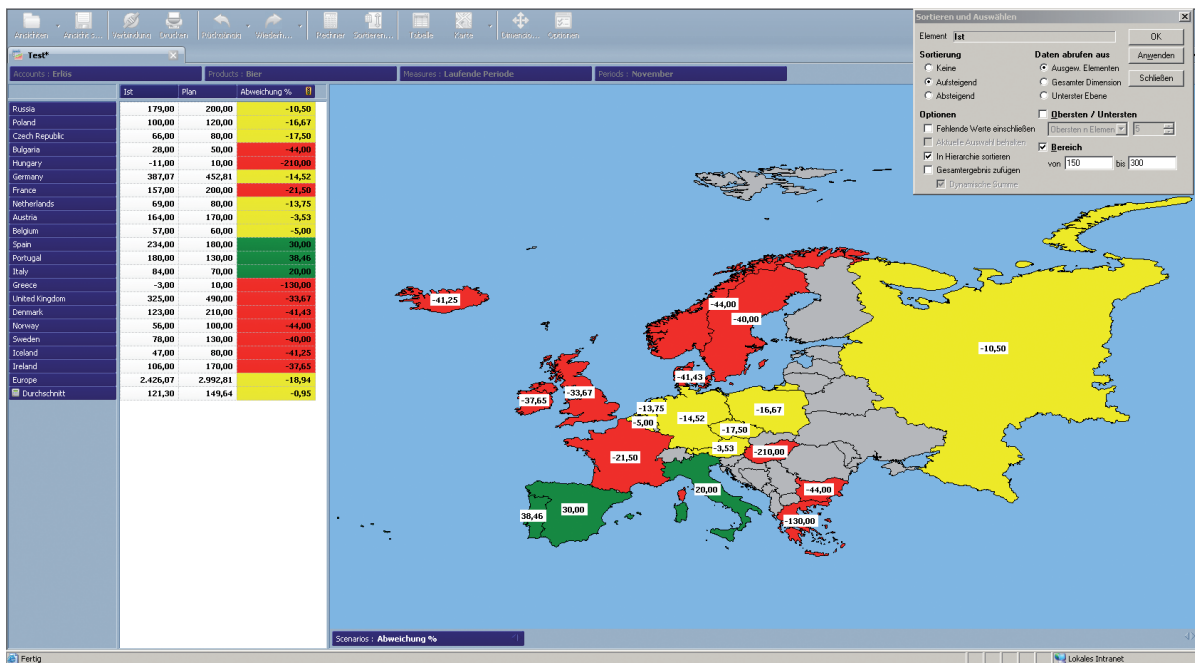 Ansichten Ansicht s... Verbindung Drucken Rückgängig Wiederh... Rechner Sortieren... Tabelle Karte Dimensio... Optionen
Test*
Accounts : Erlös Products : Bier Measures : Laufende Periode Periods : November
Ist Plan Abweichung %
Russia 179,00 200,00 -10,50
Poland 100,00 120,00 -16,67
Czech Republic 66,00 80,00 -17,50
Bulgaria 28,00 50,00 -44,00
Hungary -11,00 10,00 -210,00
Germany 387,07 452,81 -14,52
France 157,00 200,00 -21,50
Netherlands 69,00 80,00 -13,75
Austria 164,00 170,00 -3,53
Belgium 57,00 60,00 -5,00
Spain 234,00 180,00 30,00
Portugal 180,00 130,00 38,46
Italy 84,00 70,00 20,00
Greece -3,00 10,00 -130,00
United Kingdom 325,00 490,00 -33,67
Denmark 123,00 210,00 -41,43
Norway 56,00 100,00 -44,00
Sweden 78,00 130,00 -40,00
Iceland 47,00 80,00 -41,25
Ireland 106,00 170,00 -37,65
Europe 2.426,07 2.992,81 -18,94
Durchschnitt 121,30 149,64 -0,95
Sortieren und Auswählen
Element Ist OK
Sortierung Daten abrufen aus Anwenden
Keine Ausgew. Elementen
Aufsteigend Gesamter Dimension Schließen
Absteigend Unterster Ebene
Optionen Obersten / Untersten
Fehlende Werte einschließen Obersten n Elemen 5
Aktuelle Auswahl behalten Bereich
In Hierarchie sortieren von 150 bis 300
Gesamtergebnis zufügen
Dynamische Summe
-41,25
-44,00
-40,00
-10,50
-41,43
-33,67
-37,65
-13,75
-16,67
-14,52
-5,00
-17,50
-3,53
-210,00
-21,50
20,00
-44,00
30,00
38,46
-130,00
Scenarios : Abweichung %
Fertig Lokales Intranet